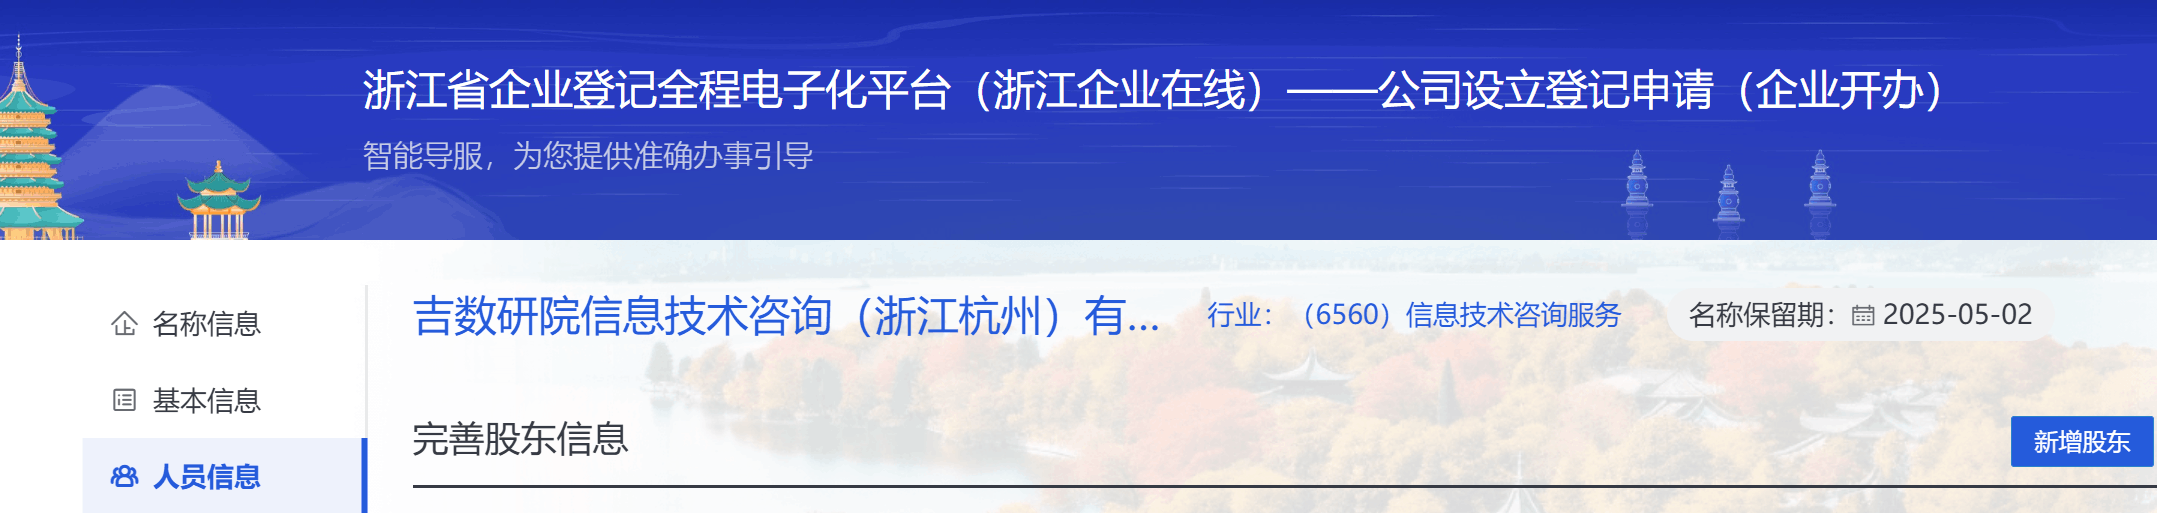 浙江省企业登记全程电子化平台（浙江企业在线）——公司设立登记申请（企业开办）
智能导服，为您提供准确办事引导
名称信息
基本信息
人员信息
吉数研院信息技术咨询（浙江杭州）有...
行业：（6560）信息技术咨询服务
名称保留期：2025-05-02
完善股东信息
新增股东